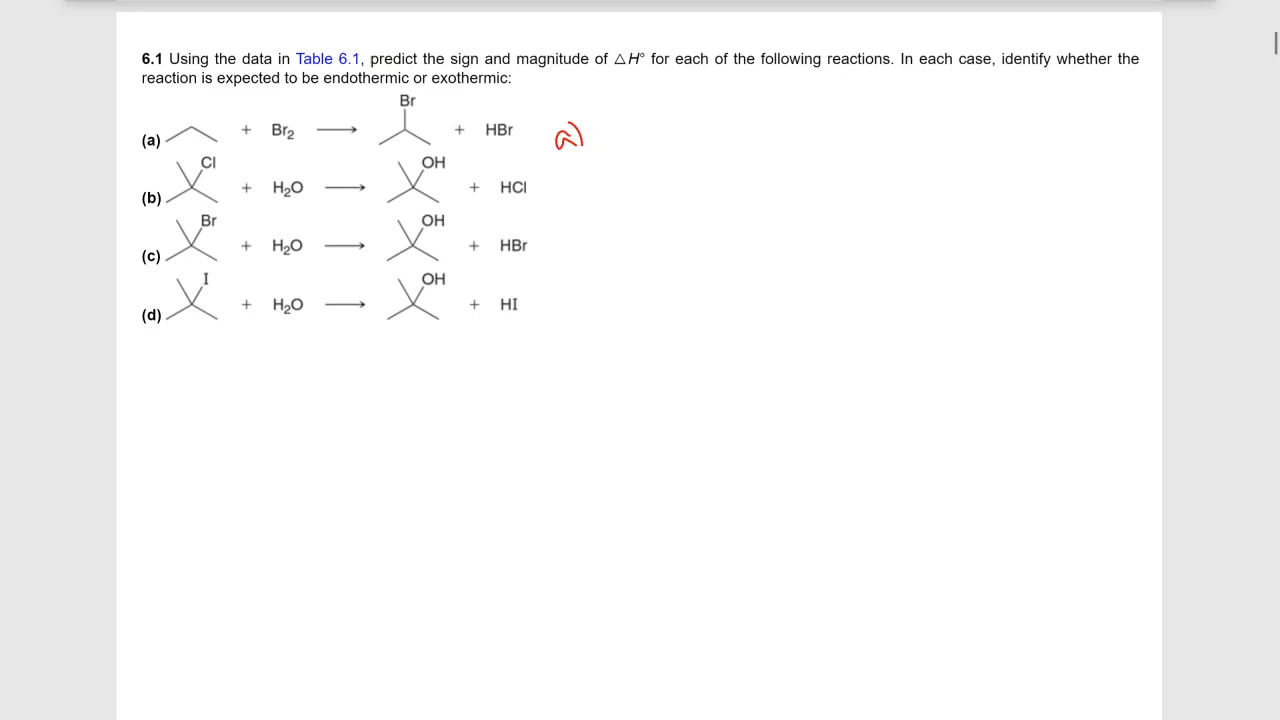 6.1 Using the data in Table 6.1, predict the sign and magnitude of △H° for each of the following reactions. In each case, identify whether the
reaction is expected to be endothermic or exothermic:
Br
(a) + Br₂ ⟶ + HBr a)
Cl OH
(b) + H₂O ⟶ + HCl
Br OH
(c) + H₂O ⟶ + HBr
I OH
(d) + H₂O ⟶ + HI